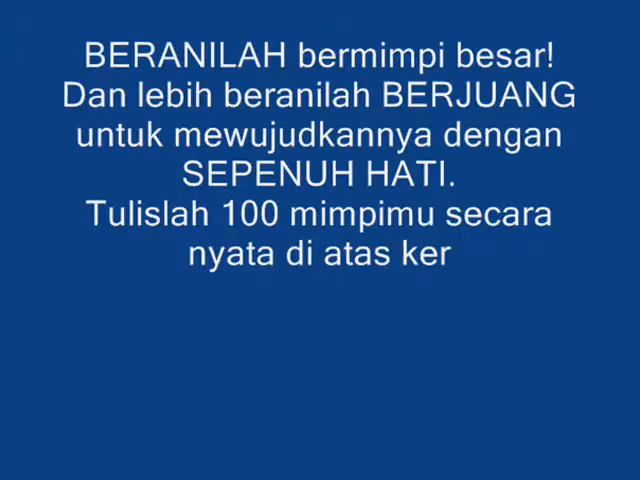 BERANILAH bermimpi besar!
Dan lebih beranilah BERJUANG
untuk mewujudkannya dengan
SEPENUH HATI.
Tulislah 100 mimpimu secara
nyata di atas ker